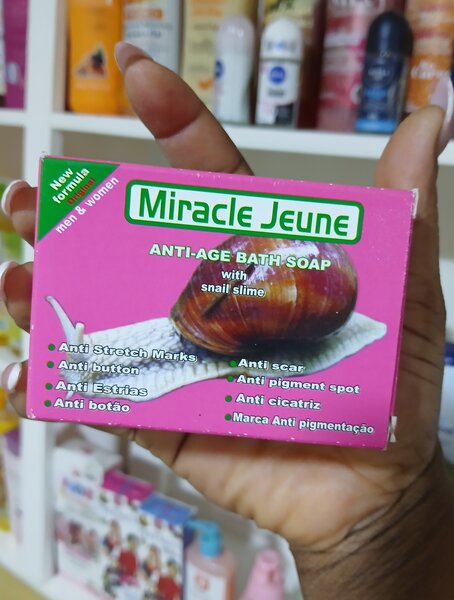 New
formula
original
men & women
Miracle Jeune
ANTI-AGE BATH SOAP
with
snail slime
Anti Stretch Marks
Anti button
Anti Estrias
Anti botão
Anti scar
Anti pigment spot
Anti cicatriz
Marca Anti pigmentação